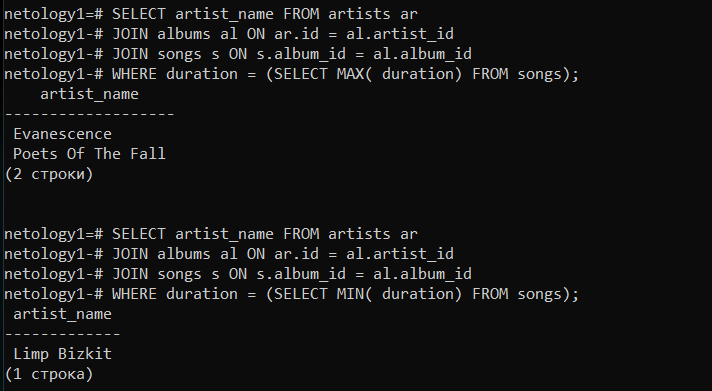 netology1=# SELECT artist_name FROM artists ar
netology1-# JOIN albums al ON ar.id = al.artist_id
netology1-# JOIN songs s ON s.album_id = al.album_id
netology1-# WHERE duration = (SELECT MAX( duration) FROM songs);
    artist_name
-------------------
 Evanescence
 Poets Of The Fall
(2 строки)

netology1=# SELECT artist_name FROM artists ar
netology1-# JOIN albums al ON ar.id = al.artist_id
netology1-# JOIN songs s ON s.album_id = al.album_id
netology1-# WHERE duration = (SELECT MIN( duration) FROM songs);
 artist_name
-------------
 Limp Bizkit
(1 строка)